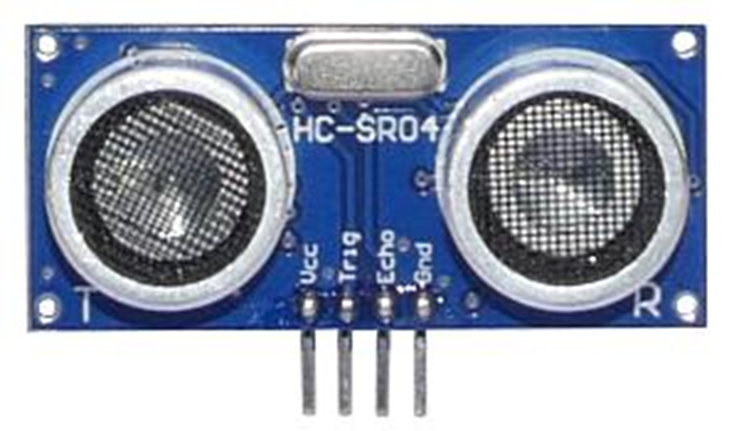 HC-SR04
Vcc
Trig
Echo
Gnd
T
R